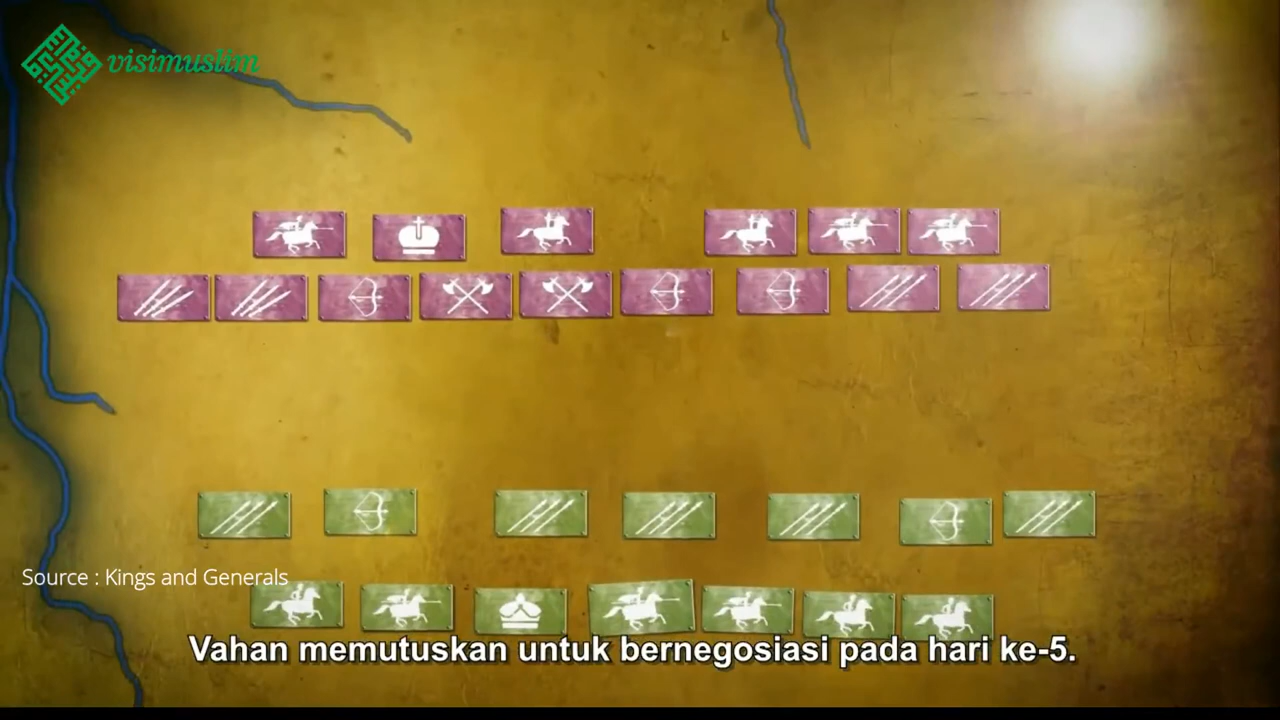 visimuslim
Source : Kings and Generals
Vahan memutuskan untuk bernegosiasi pada hari ke-5.